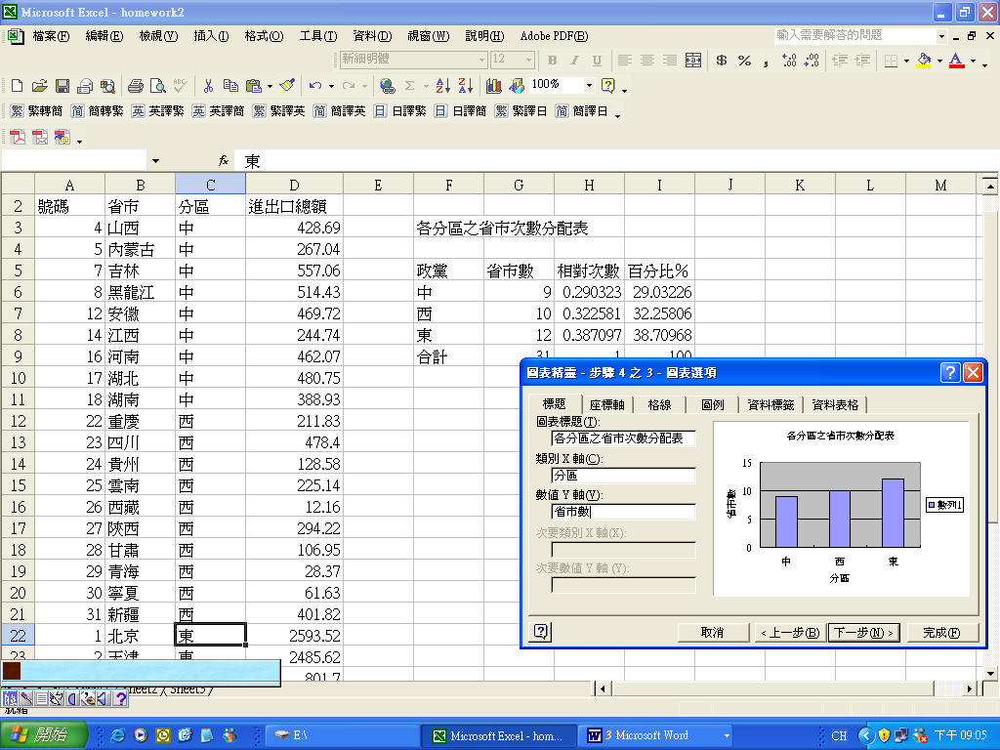 Microsoft Excel - homework2
檔案(F) 編輯(E) 檢視(V) 插入(I) 格式(O) 工具(T) 資料(D) 視窗(W) 說明(H) Adobe PDF(B) 輸入需要解答的問題
新細明體 12 B I U $ % ,
100%
繁 繁轉簡 簡 簡轉繁 英 英譯繁 英 英譯簡 繁 繁譯英 簡 簡譯英 日 日譯繁 日 日譯簡 繁 繁譯日 簡 簡譯日
fx 東
A B C D E F G H I J K L M
2 號碼 省市 分區 進出口總額
3 4 山西 中 428.69 各分區之省市次數分配表
4 5 內蒙古 中 267.04
5 7 吉林 中 557.06 政黨 省市數 相對次數 百分比%
6 8 黑龍江 中 514.43 中 9 0.290323 29.03226
7 12 安徽 中 469.72 西 10 0.322581 32.25806
8 14 江西 中 244.74 東 12 0.387097 38.70968
9 16 河南 中 462.07 合計 31 1 100
10 17 湖北 中 480.75
11 18 湖南 中 388.93
12 22 重慶 西 211.83
13 23 四川 西 478.4
14 24 貴州 西 128.58
15 25 雲南 西 225.14
16 26 西藏 西 12.16
17 27 陝西 西 294.22
18 28 甘肅 西 106.95
19 29 青海 西 28.37
20 30 寧夏 西 61.63
21 31 新疆 西 401.82
22 1 北京 東 2593.52
23 2 天津 東 2485.62
801.7
圖表精靈 - 步驟 4 之 3 - 圖表選項
標題 座標軸 格線 圖例 資料標籤 資料表格
圖表標題(T):
各分區之省市次數分配表
類別 X 軸(C):
分區
數值 Y 軸(V):
省市數
次要類別 X 軸(X):
次要數值 Y 軸(Y):
各分區之省市次數分配表
15
10
5
0
省市數
中 西 東
分區
數列1
取消 < 上一步(B) 下一步(N) > 完成(F)
Sheet2 Sheet3
就緒
開始 E:\ Microsoft Excel - hom... 3 Microsoft Word CH 下午 09:05